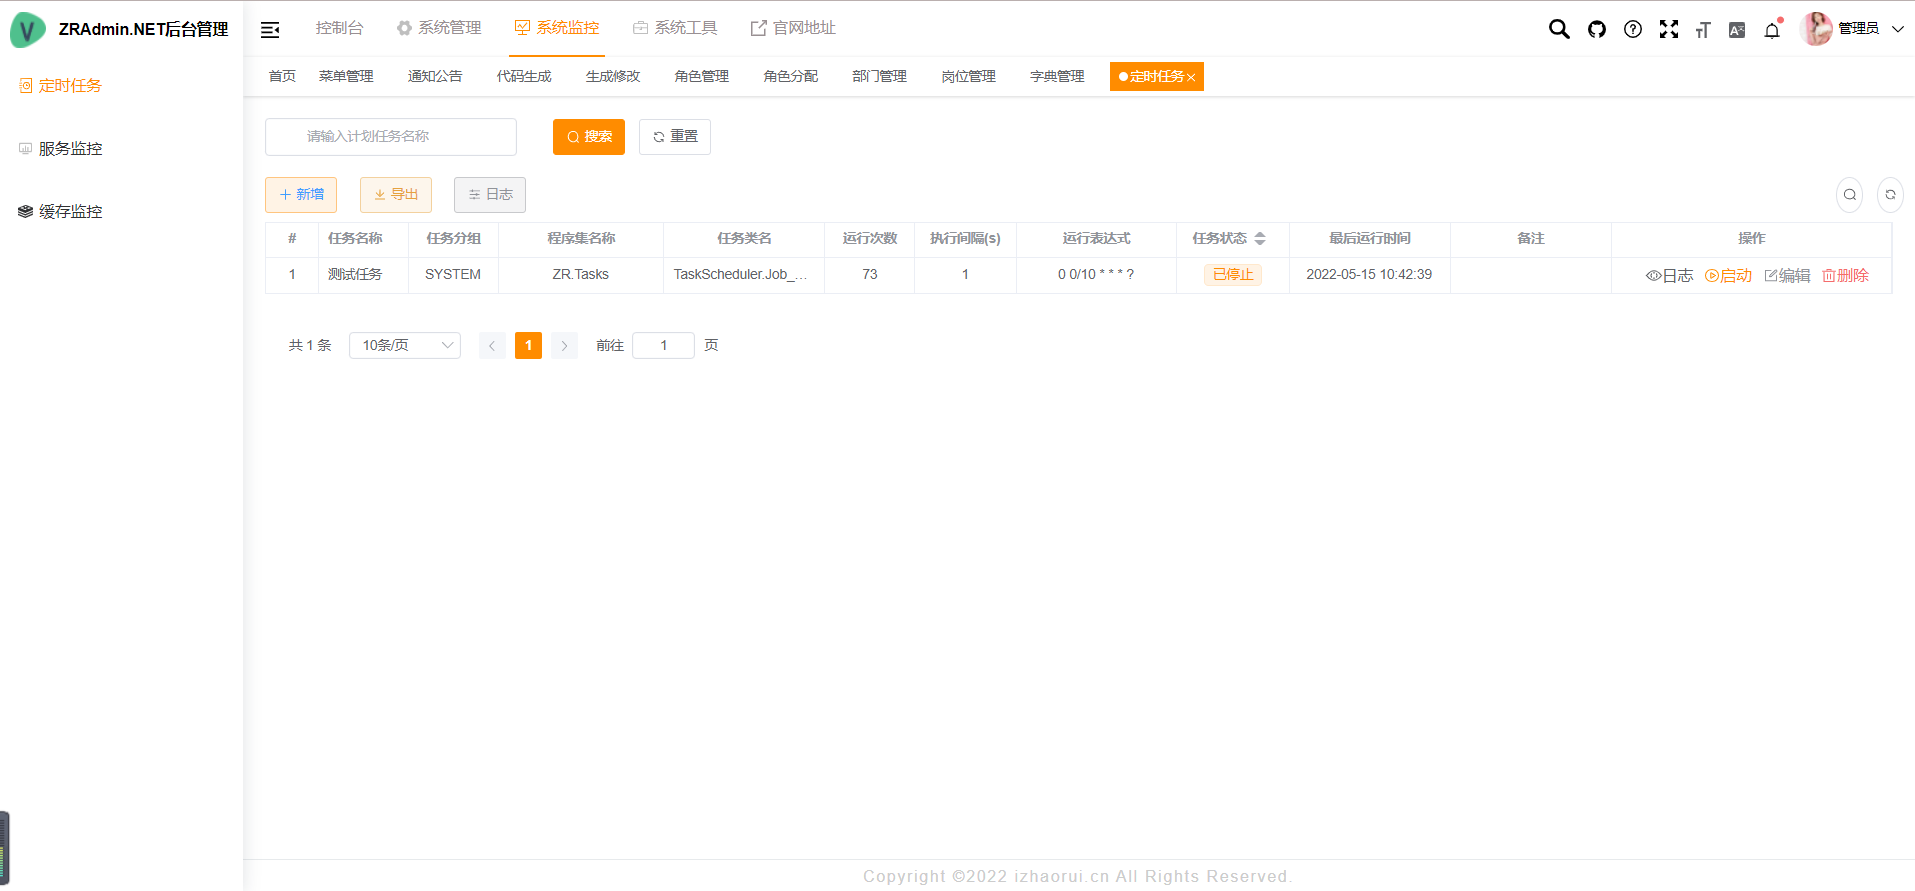 ZRAdmin.NET后台管理
控制台 系统管理 系统监控 系统工具 官网地址
管理员
首页 菜单管理 通知公告 代码生成 生成修改 角色管理 角色分配 部门管理 岗位管理 字典管理 定时任务
定时任务
服务监控
缓存监控
请输入计划任务名称 搜索 重置
新增 导出 日志
# 任务名称 任务分组 程序集名称 任务类名 运行次数 执行间隔(s) 运行表达式 任务状态 最后运行时间 备注 操作
1 测试任务 SYSTEM ZR.Tasks TaskScheduler.Job_... 73 1 0 0/10 * * * ? 已停止 2022-05-15 10:42:39 日志 启动 编辑 删除
共 1 条 10条/页 1 前往 1 页
Copyright ©2022 izhaorui.cn All Rights Reserved.